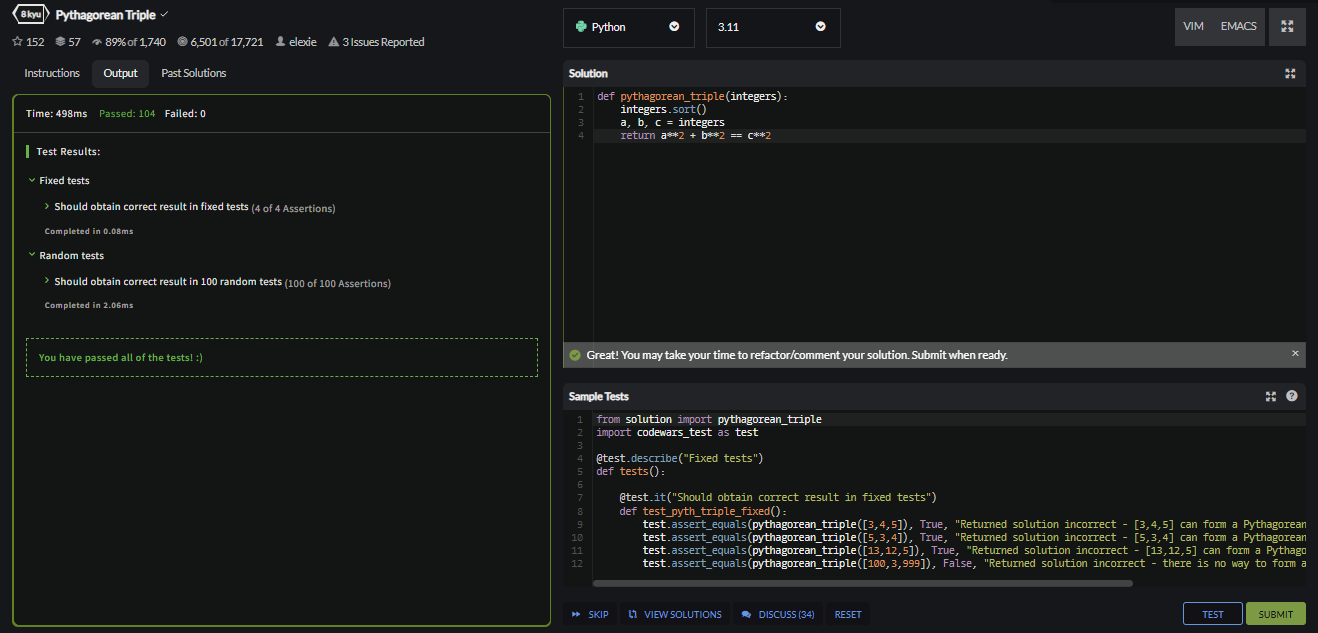 8 kyu Pythagorean Triple
152 57 89% of 1,740 6,501 of 17,721 elexie 3 Issues Reported
Instructions Output Past Solutions
Time: 498ms Passed: 104 Failed: 0
Test Results:
Fixed tests
Should obtain correct result in fixed tests (4 of 4 Assertions)
Completed in 0.08ms
Random tests
Should obtain correct result in 100 random tests (100 of 100 Assertions)
Completed in 2.06ms
You have passed all of the tests! :)
Python 3.11 VIM EMACS
Solution
1 def pythagorean_triple(integers):
2 integers.sort()
3 a, b, c = integers
4 return a**2 + b**2 == c**2
Great! You may take your time to refactor/comment your solution. Submit when ready. ×
Sample Tests ?
1 from solution import pythagorean_triple
2 import codewars_test as test
3
4 @test.describe("Fixed tests")
5 def tests():
6
7 @test.it("Should obtain correct result in fixed tests")
8 def test_pyth_triple_fixed():
9 test.assert_equals(pythagorean_triple([3,4,5]), True, "Returned solution incorrect - [3,4,5] can form a Pythagorean
10 test.assert_equals(pythagorean_triple([5,3,4]), True, "Returned solution incorrect - [5,3,4] can form a Pythagorean
11 test.assert_equals(pythagorean_triple([13,12,5]), True, "Returned solution incorrect - [13,12,5] can form a Pythago
12 test.assert_equals(pythagorean_triple([100,3,999]), False, "Returned solution incorrect - there is no way to form a
SKIP VIEW SOLUTIONS DISCUSS (34) RESET TEST SUBMIT